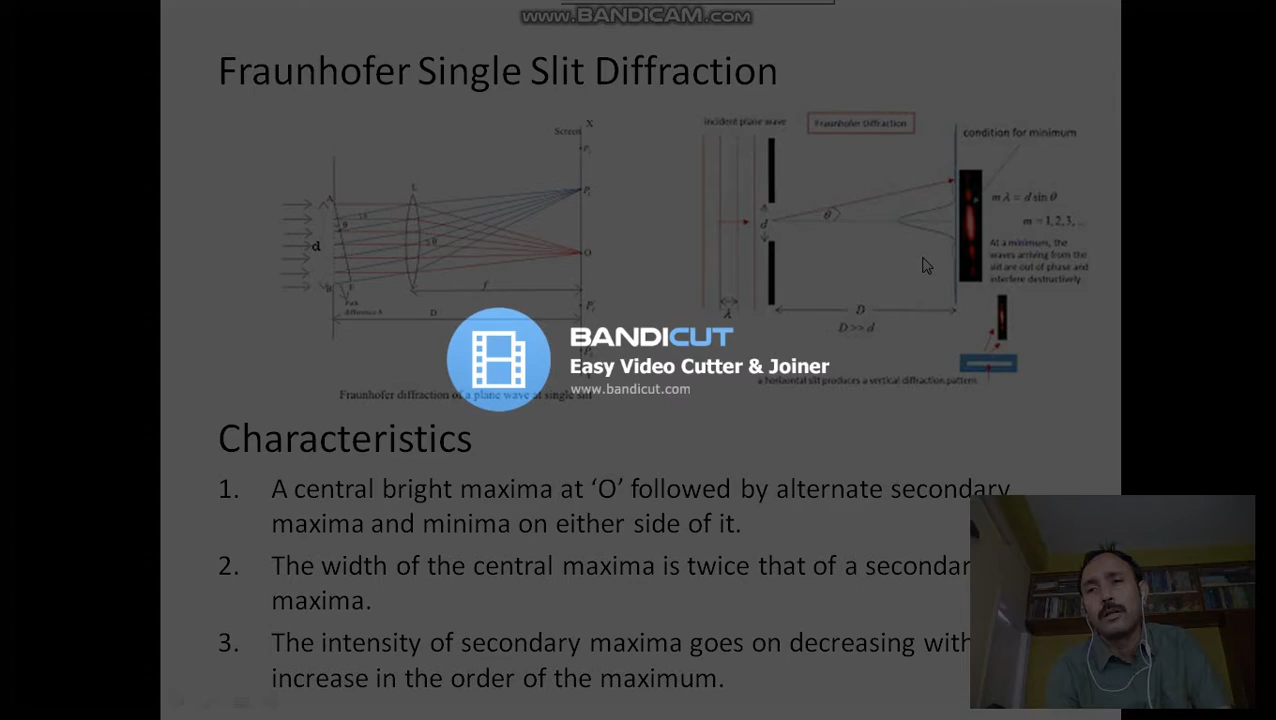 www.BANDICAM.com
Fraunhofer Single Slit Diffraction
X
Screen
L
A
θ
d
θ
P₁
O
B
E
f
Path
difference
D
Fraunhofer diffraction of a plane wave at single slit
incident plane wave
Fraunhofer Diffraction
condition for minimum
θ
d
mλ = d sin θ
m = 1, 2, 3, ...
At a minimum, the
waves arriving from the
slit are out of phase and
interfere destructively.
λ
D
D>> d
a horizontal slit produces a vertical diffraction pattern
BANDICUT
Easy Video Cutter & Joiner
www.bandicut.com
Characteristics
1. A central bright maxima at ‘O’ followed by alternate secondary
maxima and minima on either side of it.
2. The width of the central maxima is twice that of a secondar
maxima.
3. The intensity of secondary maxima goes on decreasing with
increase in the order of the maximum.